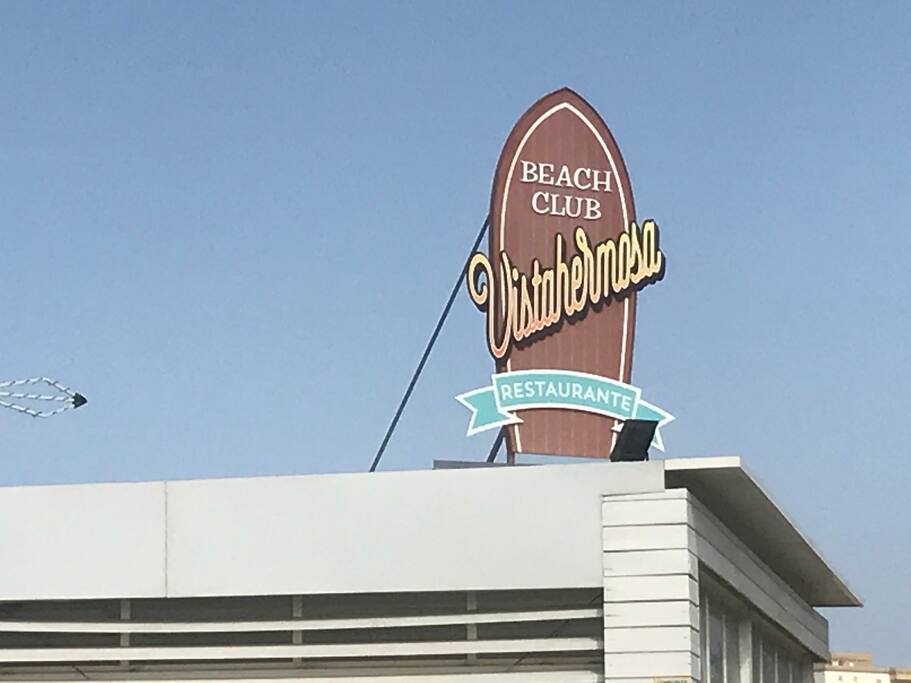 BEACH
CLUB
Vistahermosa
RESTAURANTE